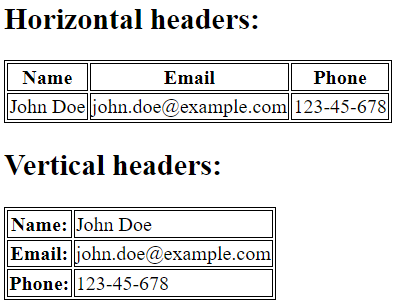 Horizontal headers:
Name Email Phone
John Doe john.doe@example.com 123-45-678
Vertical headers:
Name: John Doe
Email: john.doe@example.com
Phone: 123-45-678